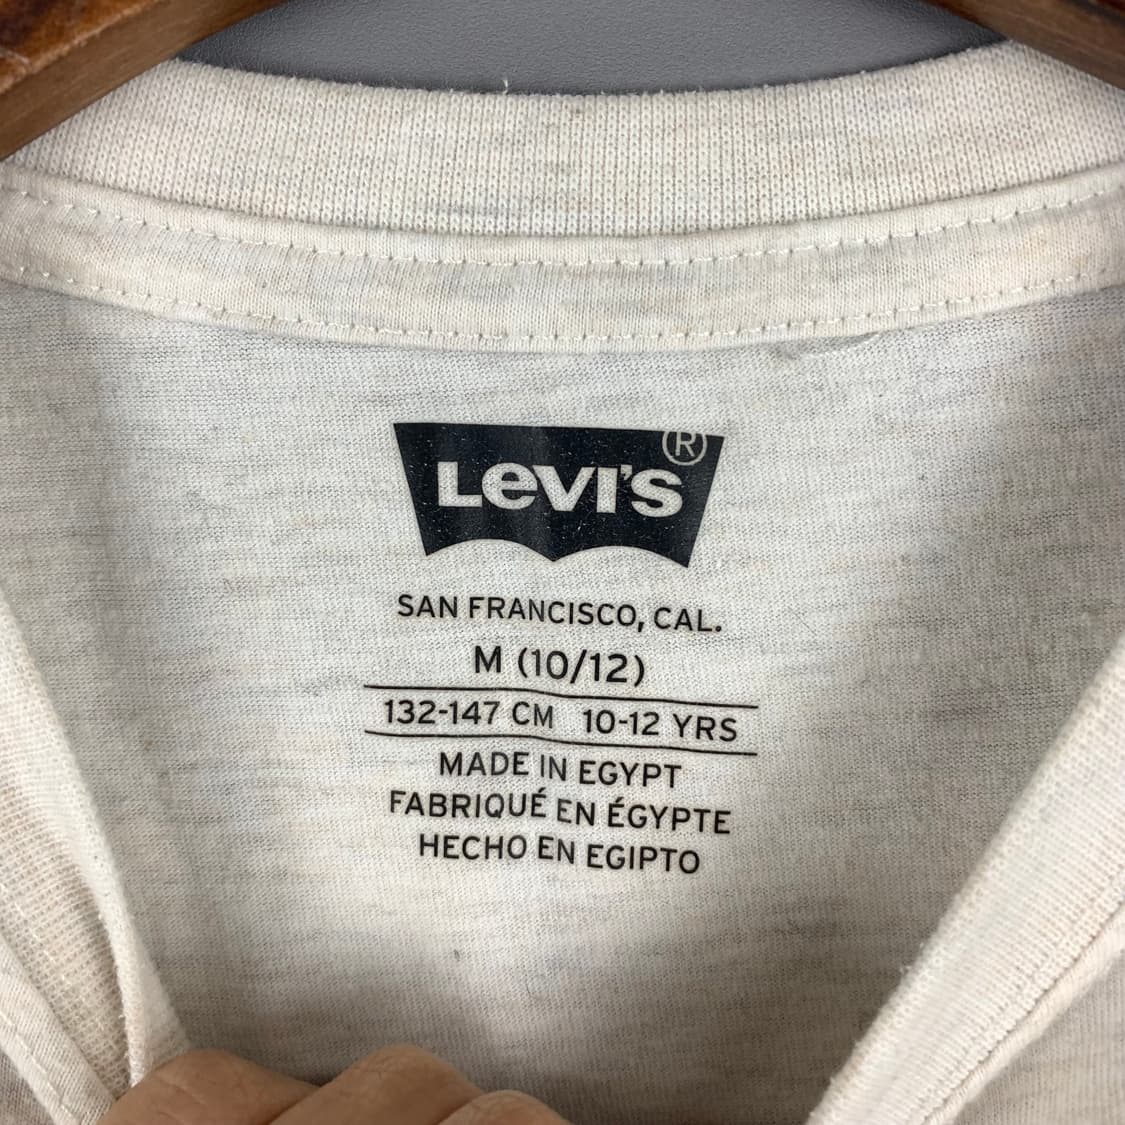 LEVI'S®
SAN FRANCISCO, CAL.
M (10/12)
132-147 CM 10-12 YRS
MADE IN EGYPT
FABRIQUÉ EN ÉGYPTE
HECHO EN EGIPTO